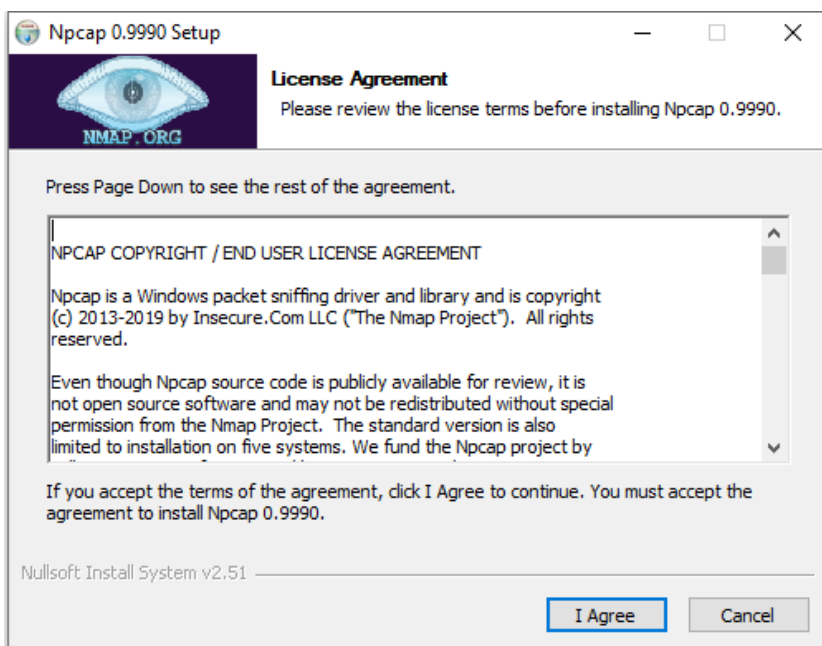 Npcap 0.9990 Setup
NMAP.ORG
License Agreement
Please review the license terms before installing Npcap 0.9990.
Press Page Down to see the rest of the agreement.
NPCAP COPYRIGHT / END USER LICENSE AGREEMENT
Npcap is a Windows packet sniffing driver and library and is copyright
(c) 2013-2019 by Insecure.Com LLC ("The Nmap Project").  All rights
reserved.
Even though Npcap source code is publicly available for review, it is
not open source software and may not be redistributed without special
permission from the Nmap Project.  The standard version is also
limited to installation on five systems. We fund the Npcap project by
If you accept the terms of the agreement, click I Agree to continue. You must accept the
agreement to install Npcap 0.9990.
Nullsoft Install System v2.51
I Agree
Cancel